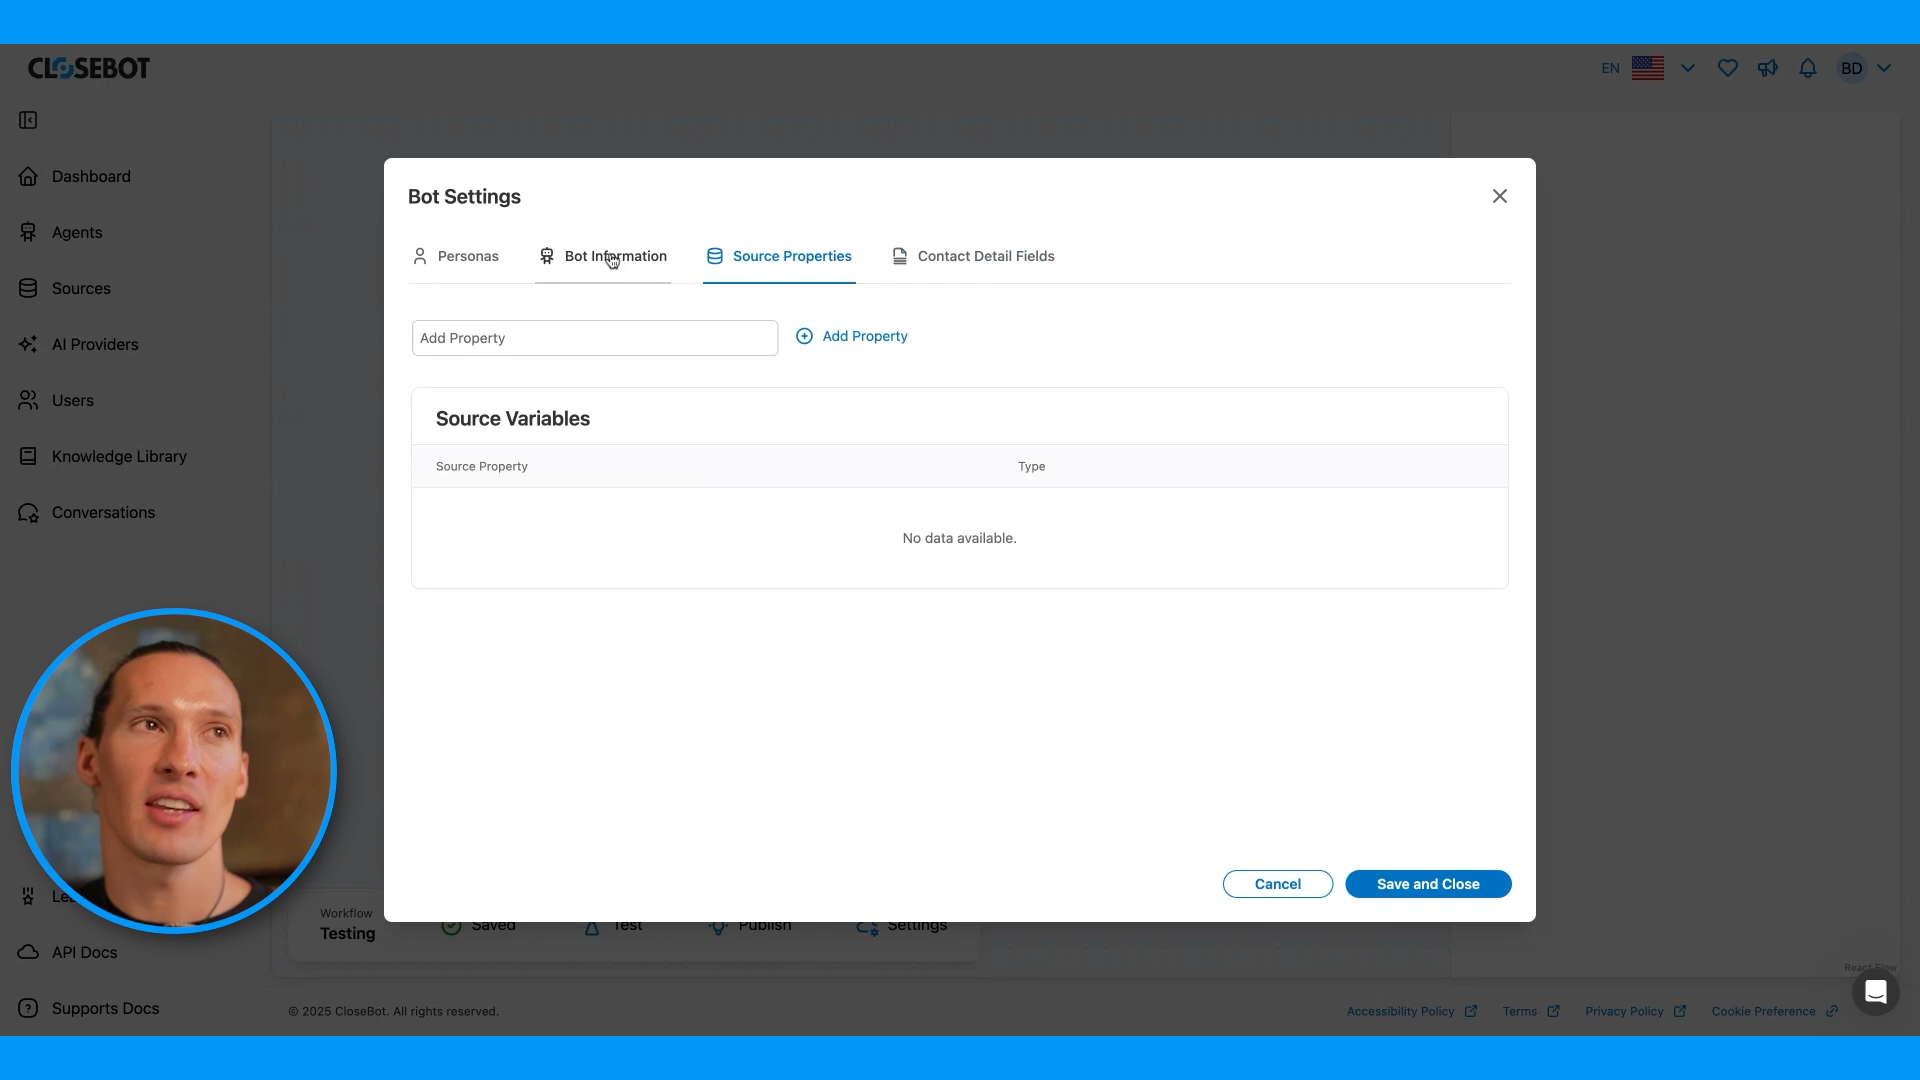 CLOSEBOT
EN
BD
Dashboard
Agents
Sources
AI Providers
Users
Knowledge Library
Conversations
API Docs
Supports Docs
Bot Settings
Personas
Bot Information
Source Properties
Contact Detail Fields
Add Property
Add Property
Source Variables
Source Property
Type
No data available.
Cancel
Save and Close
Workflow
Testing
Saved
Test
Publish
Settings
React Flow
© 2025 CloseBot. All rights reserved.
Accessibility Policy
Terms
Privacy Policy
Cookie Preference